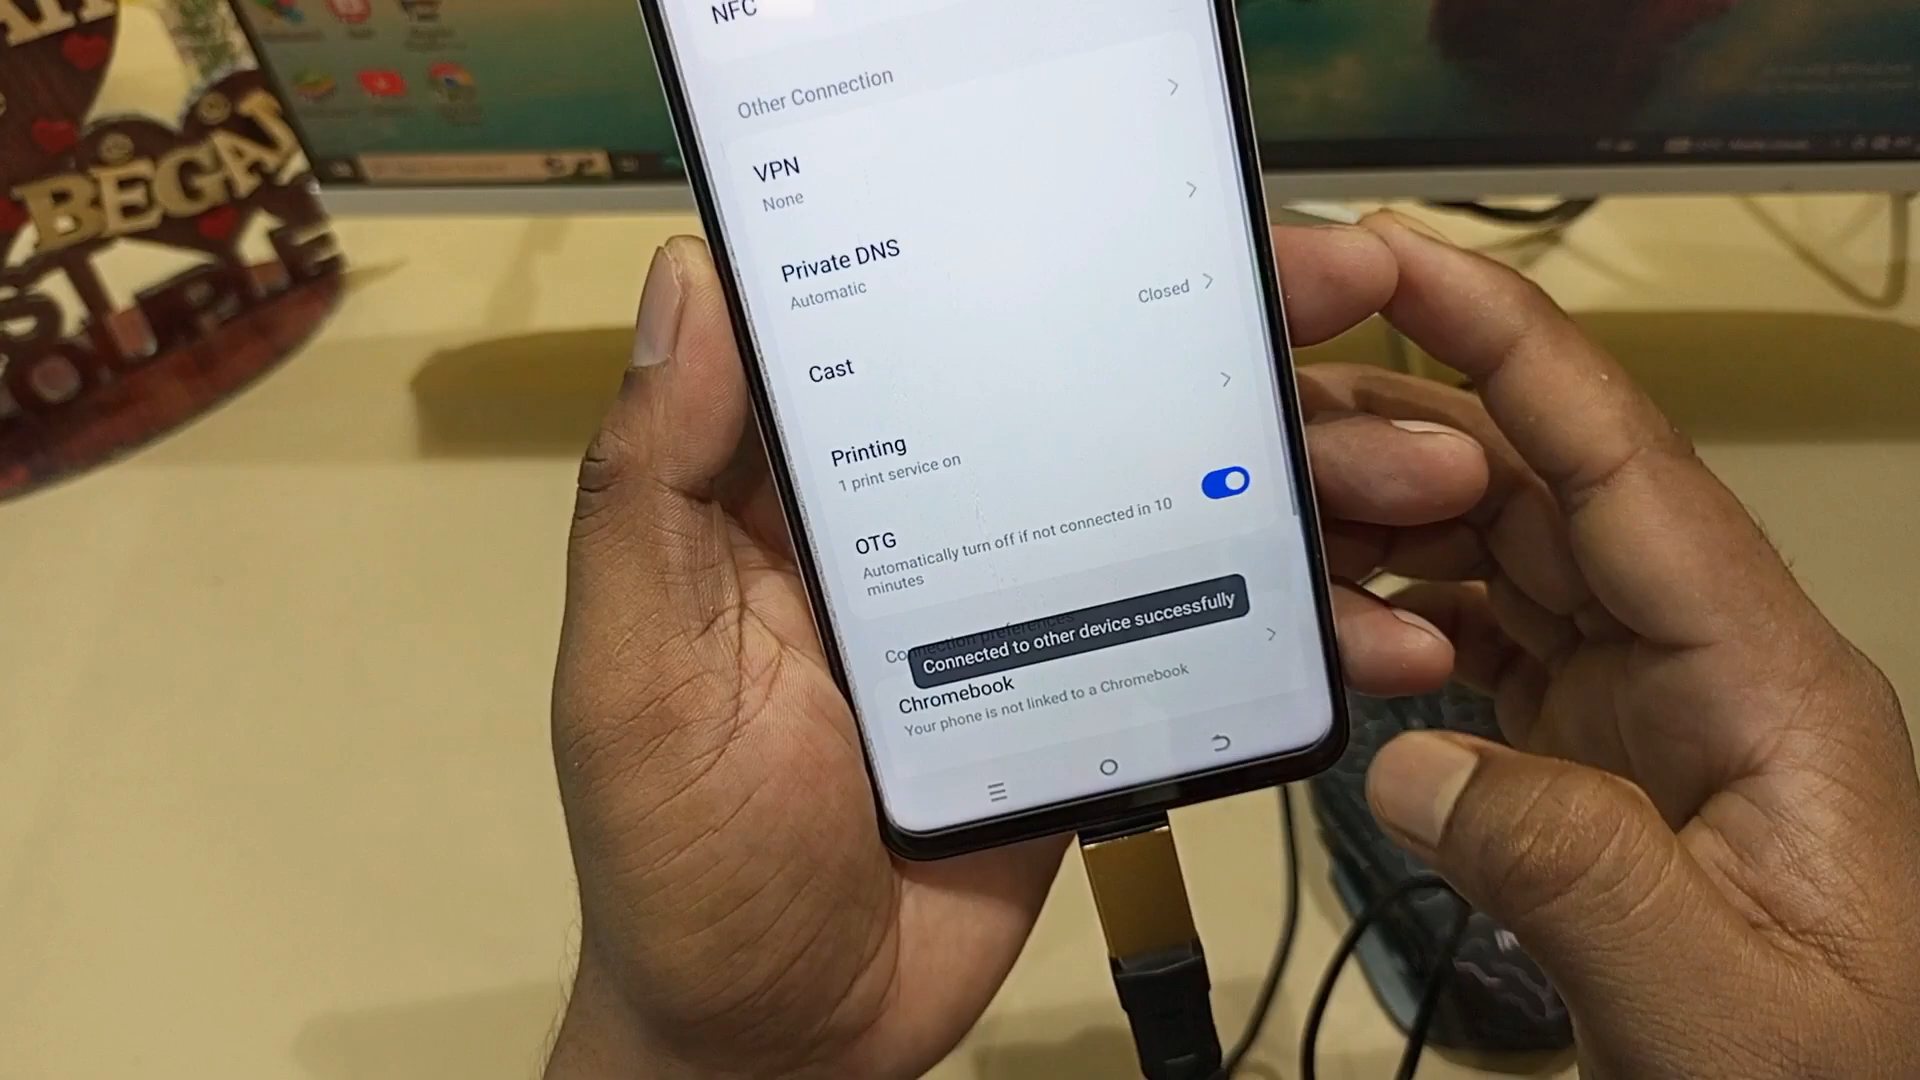 NFC
Other Connection
VPN
None
Private DNS
Automatic
Closed
Cast
Printing
1 print service on
OTG
Automatically turn off if not connected in 10
minutes
Connection preferences
Connected to other device successfully
Chromebook
Your phone is not linked to a Chromebook
BEGA